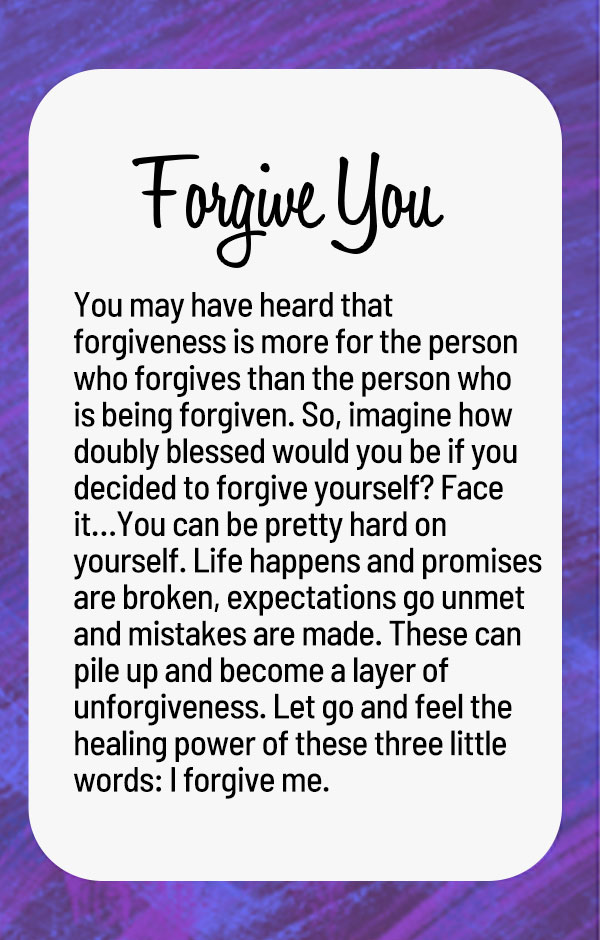 Forgive You
You may have heard that
forgiveness is more for the person
who forgives than the person who
is being forgiven. So, imagine how
doubly blessed would you be if you
decided to forgive yourself? Face
it...You can be pretty hard on
yourself. Life happens and promises
are broken, expectations go unmet
and mistakes are made. These can
pile up and become a layer of
unforgiveness. Let go and feel the
healing power of these three little
words: I forgive me.